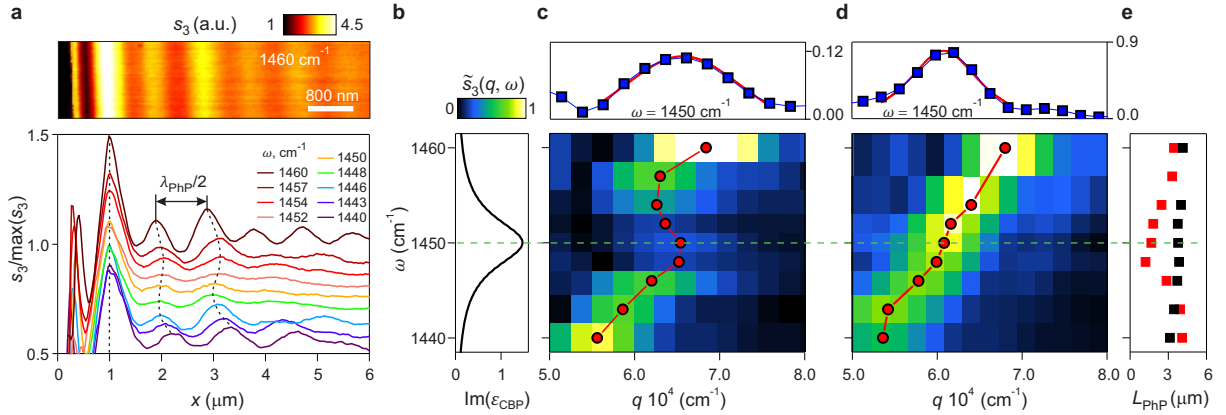 a
s₃ (a.u.) 1 4.5
1460 cm⁻¹
800 nm
s₃/max(s₃)
1.5
1.0
0.5
λPhP/2
ω, cm⁻¹
1460
1457
1454
1452
1450
1448
1446
1443
1440
0 1 2 3 4 5 6
x (μm)
b
s̃₃(q, ω)
0 1
ω (cm⁻¹)
1460
1450
1440
0 1
Im(εCBP)
c
0.12
0.00
ω = 1450 cm⁻¹
5.0 6.0 7.0 8.0
q 10⁴ (cm⁻¹)
d
0.9
0.0
ω = 1450 cm⁻¹
5.0 6.0 7.0 8.0
q 10⁴ (cm⁻¹)
e
0 3 6
LPhP (μm)